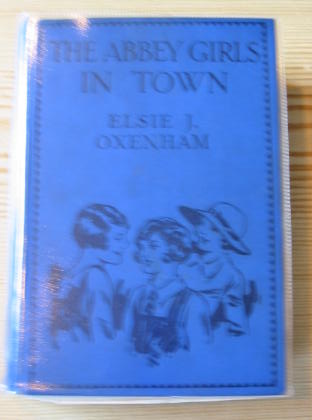 THE ABBEY GIRLS
IN TOWN
ELSIE J.
OXENHAM